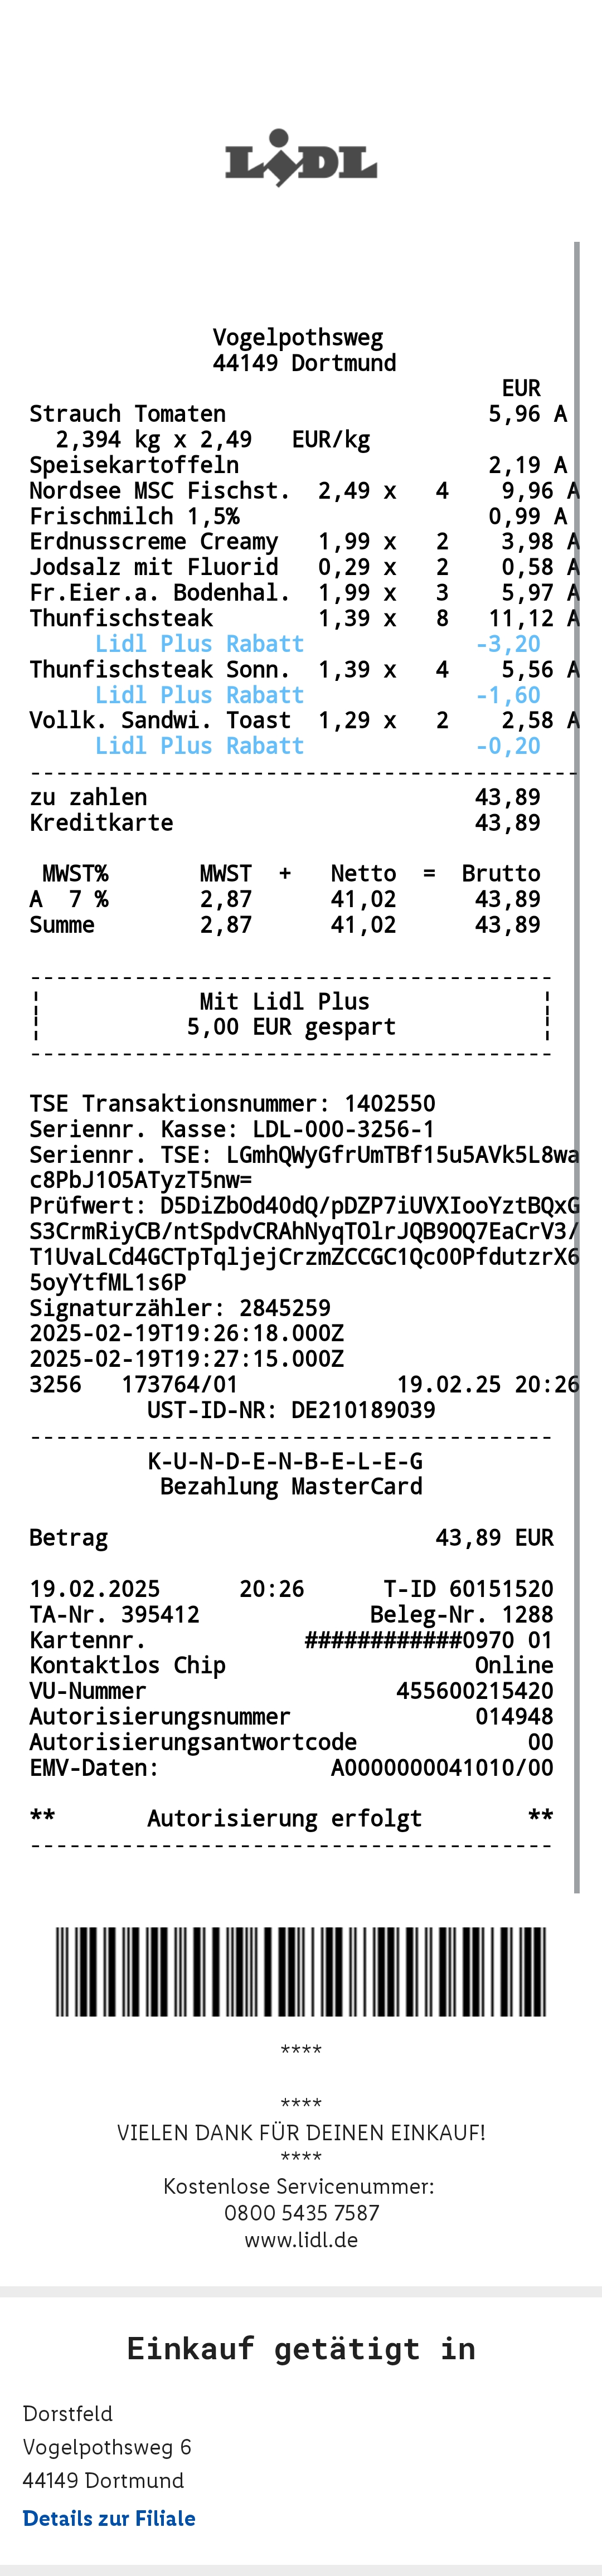 LIDL
Vogelpothsweg
44149 Dortmund
EUR
Strauch Tomaten 5,96 A
2,394 kg x 2,49 EUR/kg
Speisekartoffeln 2,19 A
Nordsee MSC Fischst. 2,49 x 4 9,96 A
Frischmilch 1,5% 0,99 A
Erdnusscreme Creamy 1,99 x 2 3,98 A
Jodsalz mit Fluorid 0,29 x 2 0,58 A
Fr.Eier.a. Bodenhal. 1,99 x 3 5,97 A
Thunfischsteak 1,39 x 8 11,12 A
Lidl Plus Rabatt -3,20
Thunfischsteak Sonn. 1,39 x 4 5,56 A
Lidl Plus Rabatt -1,60
Vollk. Sandwi. Toast 1,29 x 2 2,58 A
Lidl Plus Rabatt -0,20
------------------------------------------
zu zahlen 43,89
Kreditkarte 43,89
MWST% MWST + Netto = Brutto
A 7 % 2,87 41,02 43,89
Summe 2,87 41,02 43,89
----------------------------------------
¦ Mit Lidl Plus ¦
¦ 5,00 EUR gespart ¦
----------------------------------------
TSE Transaktionsnummer: 1402550
Seriennr. Kasse: LDL-000-3256-1
Seriennr. TSE: LGmhQWyGfrUmTBf15u5AVk5L8wa
c8PbJ1O5ATyzT5nw=
Prüfwert: D5DiZbOd40dQ/pDZP7iUVXIooYztBQxG
S3CrmRiyCB/ntSpdvCRAhNyqTOlrJQB9OQ7EaCrV3/
T1UvaLCd4GCTpTqljejCrzmZCCGC1Qc00PfdutzrX6
5oyYtfML1s6P
Signaturzähler: 2845259
2025-02-19T19:26:18.000Z
2025-02-19T19:27:15.000Z
3256 173764/01 19.02.25 20:26
UST-ID-NR: DE210189039
----------------------------------------
K-U-N-D-E-N-B-E-L-E-G
Bezahlung MasterCard
Betrag 43,89 EUR
19.02.2025 20:26 T-ID 60151520
TA-Nr. 395412 Beleg-Nr. 1288
Kartennr. ############0970 01
Kontaktlos Chip Online
VU-Nummer 455600215420
Autorisierungsnummer 014948
Autorisierungsantwortcode 00
EMV-Daten: A0000000041010/00
** Autorisierung erfolgt **
----------------------------------------
****
****
VIELEN DANK FÜR DEINEN EINKAUF!
****
Kostenlose Servicenummer:
0800 5435 7587
www.lidl.de
Einkauf getätigt in
Dorstfeld
Vogelpothsweg 6
44149 Dortmund
Details zur Filiale